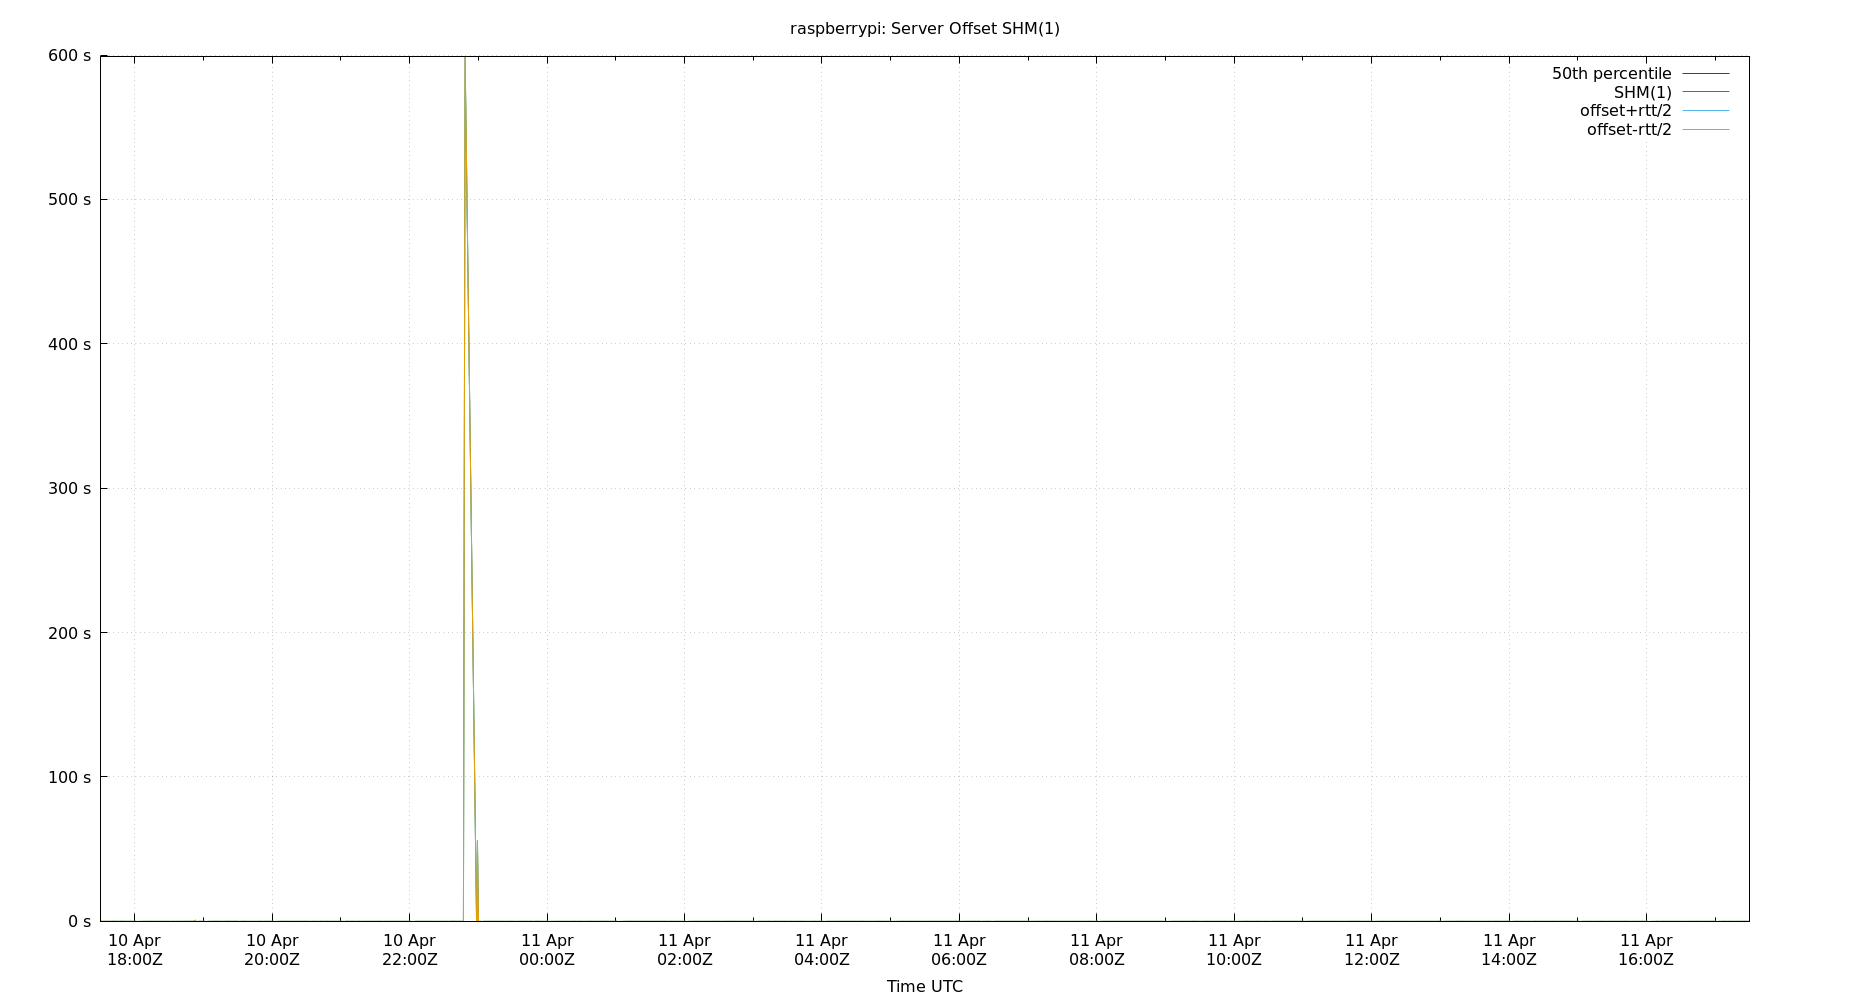 raspberrypi: Server Offset SHM(1)
600 s
500 s
400 s
300 s
200 s
100 s
0 s
50th percentile
SHM(1)
offset+rtt/2
offset-rtt/2
10 Apr 10 Apr 10 Apr 11 Apr 11 Apr 11 Apr 11 Apr 11 Apr 11 Apr 11 Apr 11 Apr 11 Apr
18:00Z 20:00Z 22:00Z 00:00Z 02:00Z 04:00Z 06:00Z 08:00Z 10:00Z 12:00Z 14:00Z 16:00Z
Time UTC